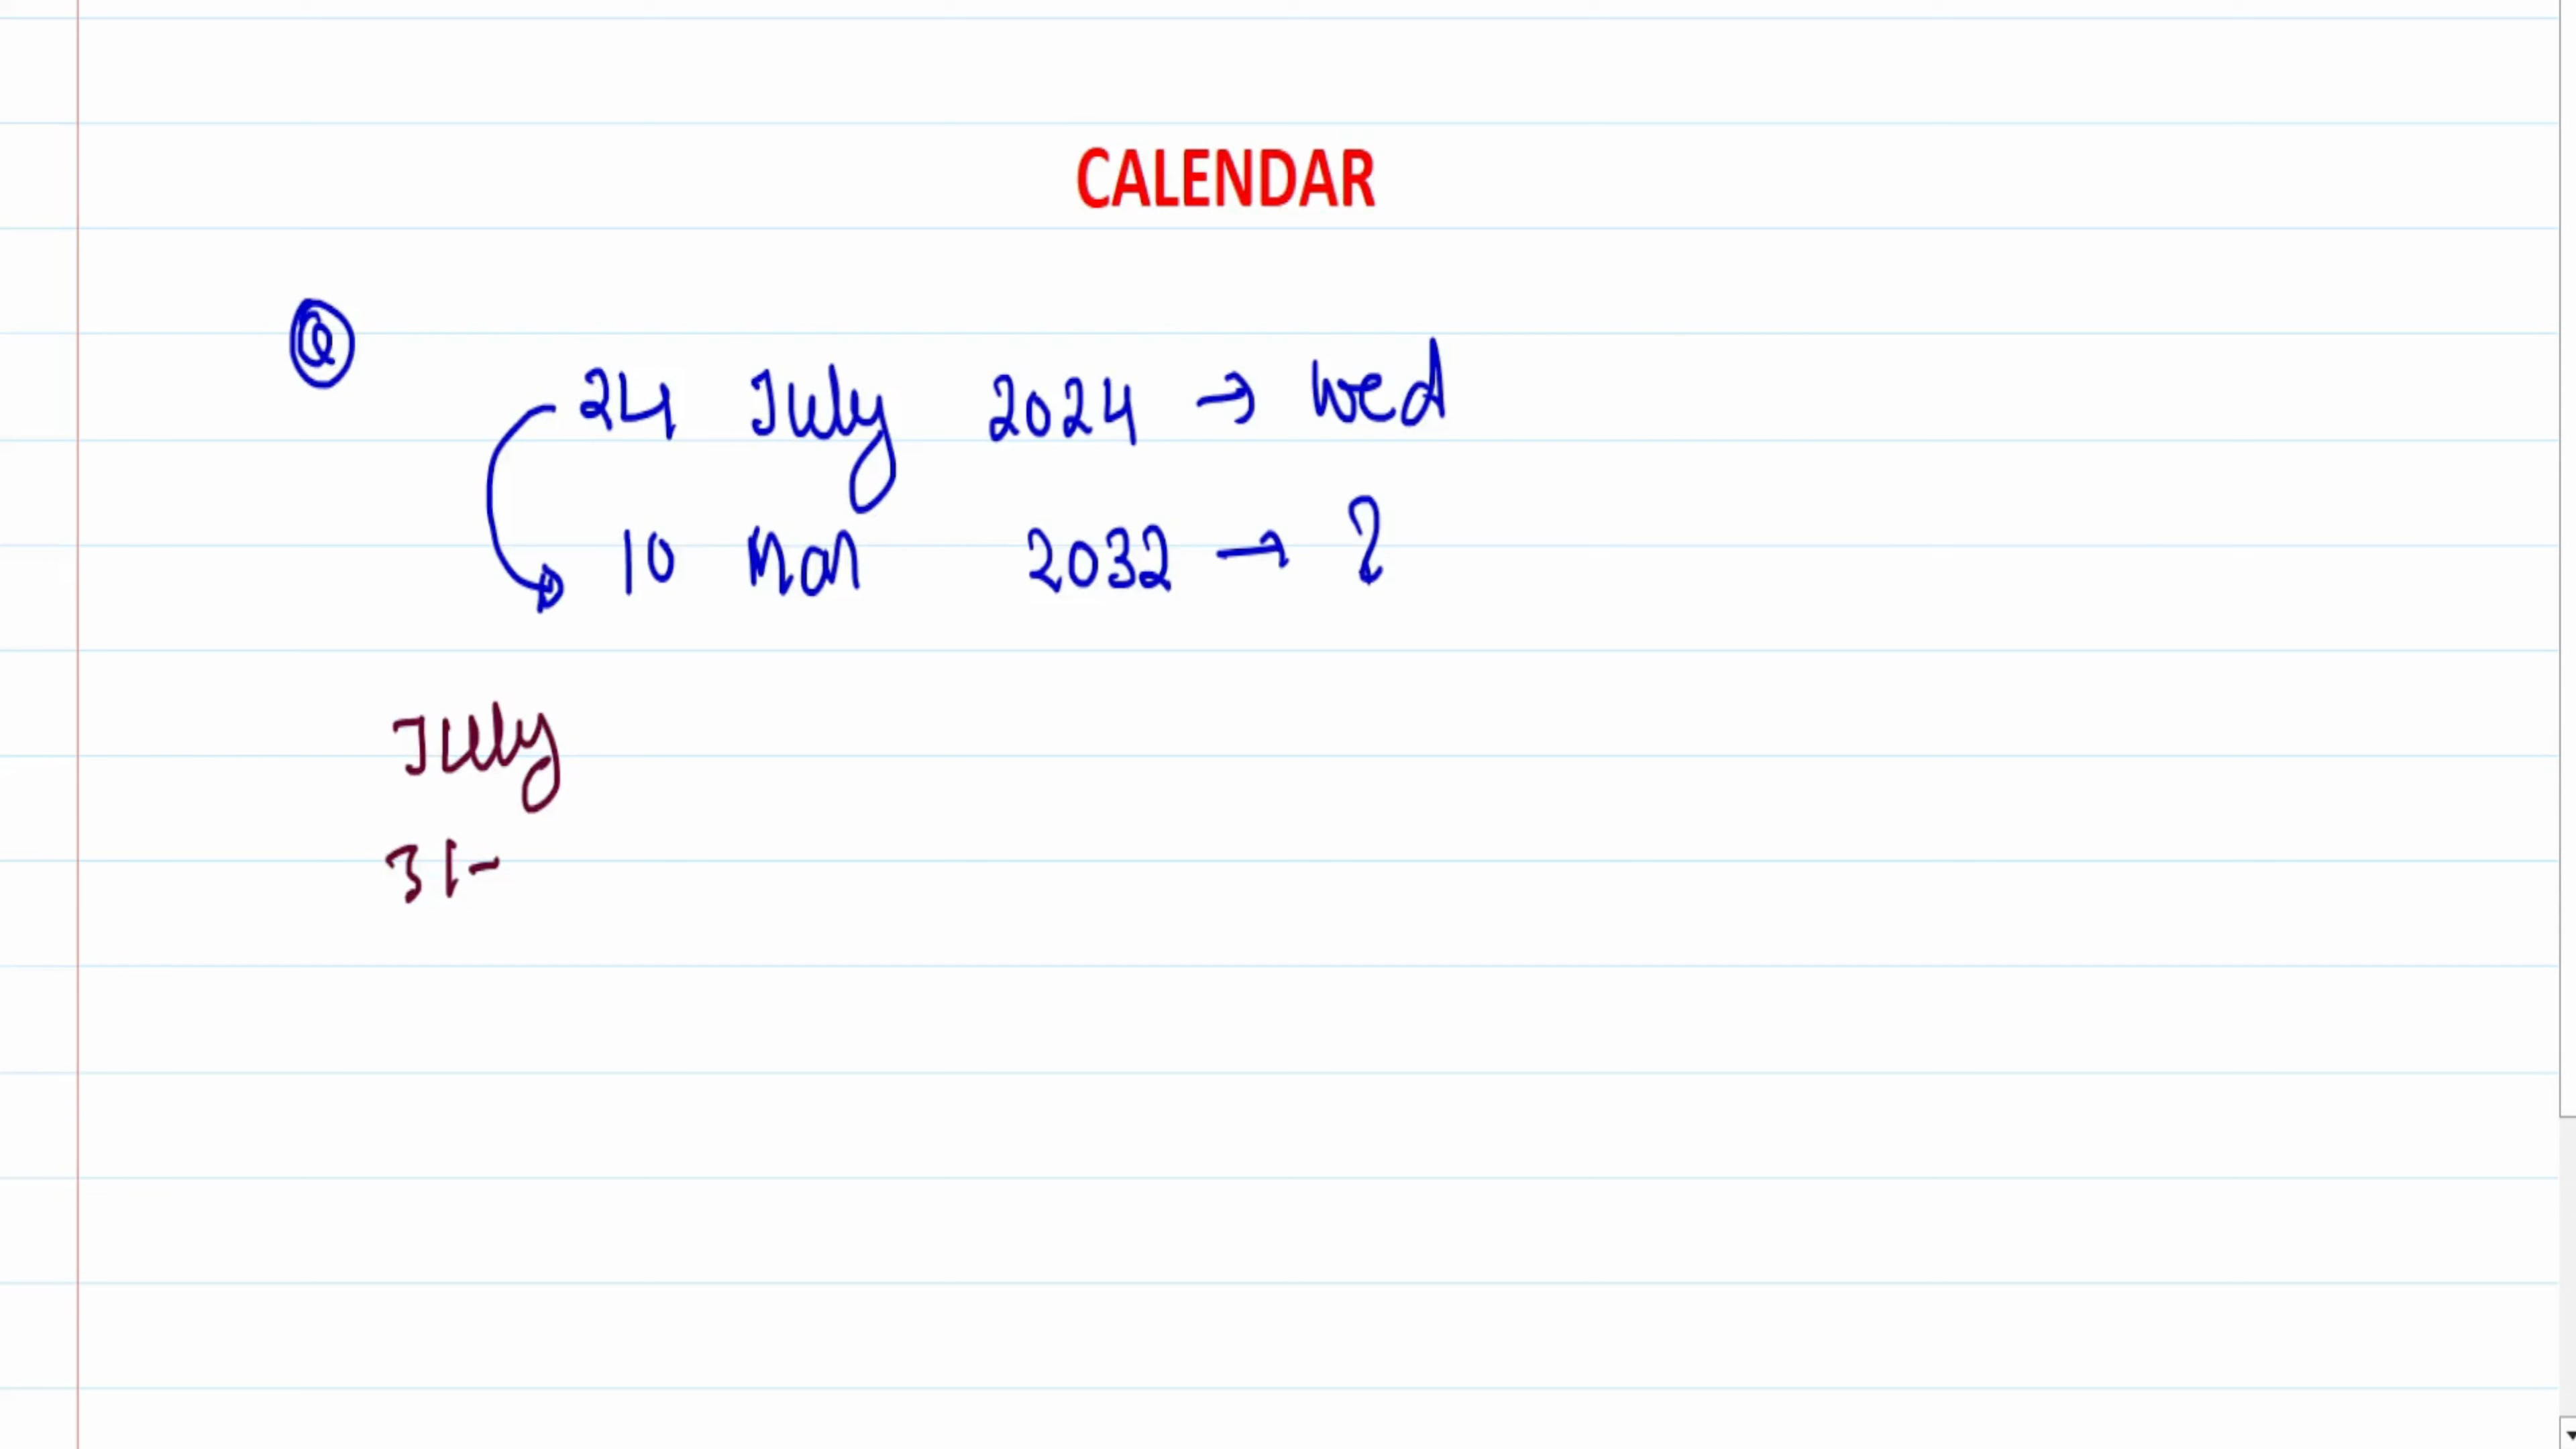 CALENDAR
Q
24 July 2024 → Wed
10 Mar 2032 → ?
July
31-